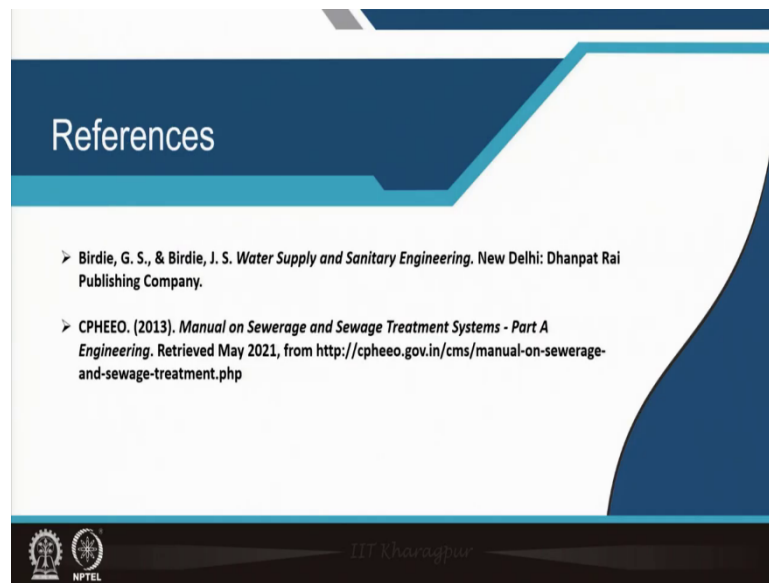 References
➢ Birdie, G. S., & Birdie, J. S. Water Supply and Sanitary Engineering. New Delhi: Dhanpat Rai
Publishing Company.
➢ CPHEEO. (2013). Manual on Sewerage and Sewage Treatment Systems - Part A
Engineering. Retrieved May 2021, from http://cpheeo.gov.in/cms/manual-on-sewerage-
and-sewage-treatment.php
IIT Kharagpur
NPTEL